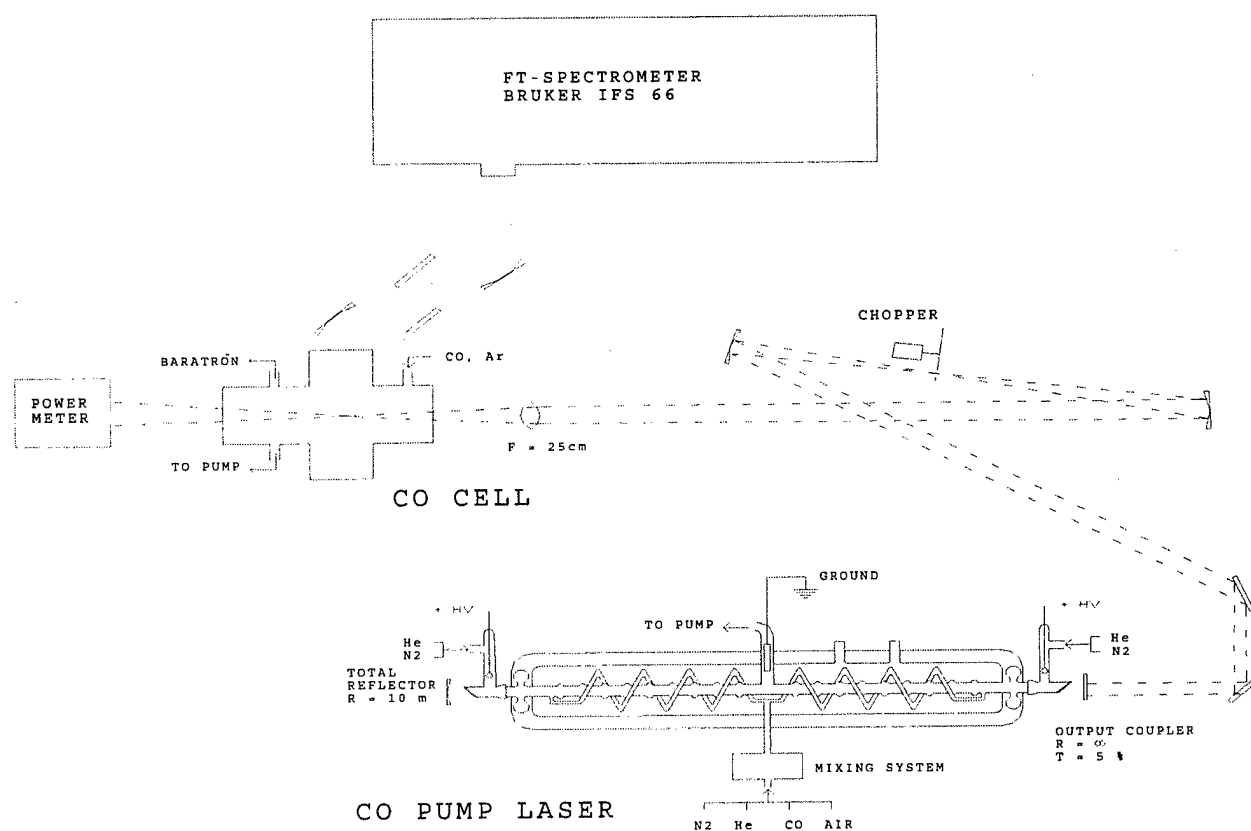 FT-SPECTROMETER
BRUKER IFS 66
CHOPPER
BARATRON
CO, Ar
POWER
METER
F = 25cm
TO PUMP
CO CELL
GROUND
+ HV
+ HV
TO PUMP
He
N2
He
N2
TOTAL
REFLECTOR
R = 10 m
OUTPUT COUPLER
R = ∞
T = 5 %
MIXING SYSTEM
CO PUMP LASER
N2 He CO AIR